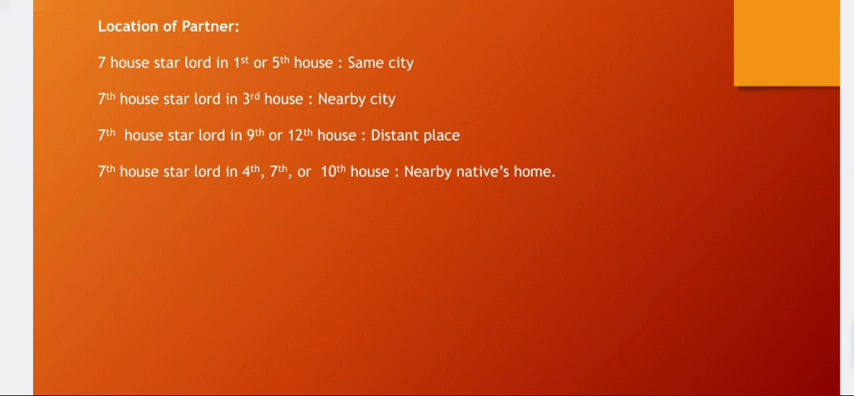 Location of Partner:
7 house star lord in 1st or 5th house : Same city
7th house star lord in 3rd house : Nearby city
7th  house star lord in 9th or 12th house : Distant place
7th house star lord in 4th, 7th, or  10th house : Nearby native’s home.